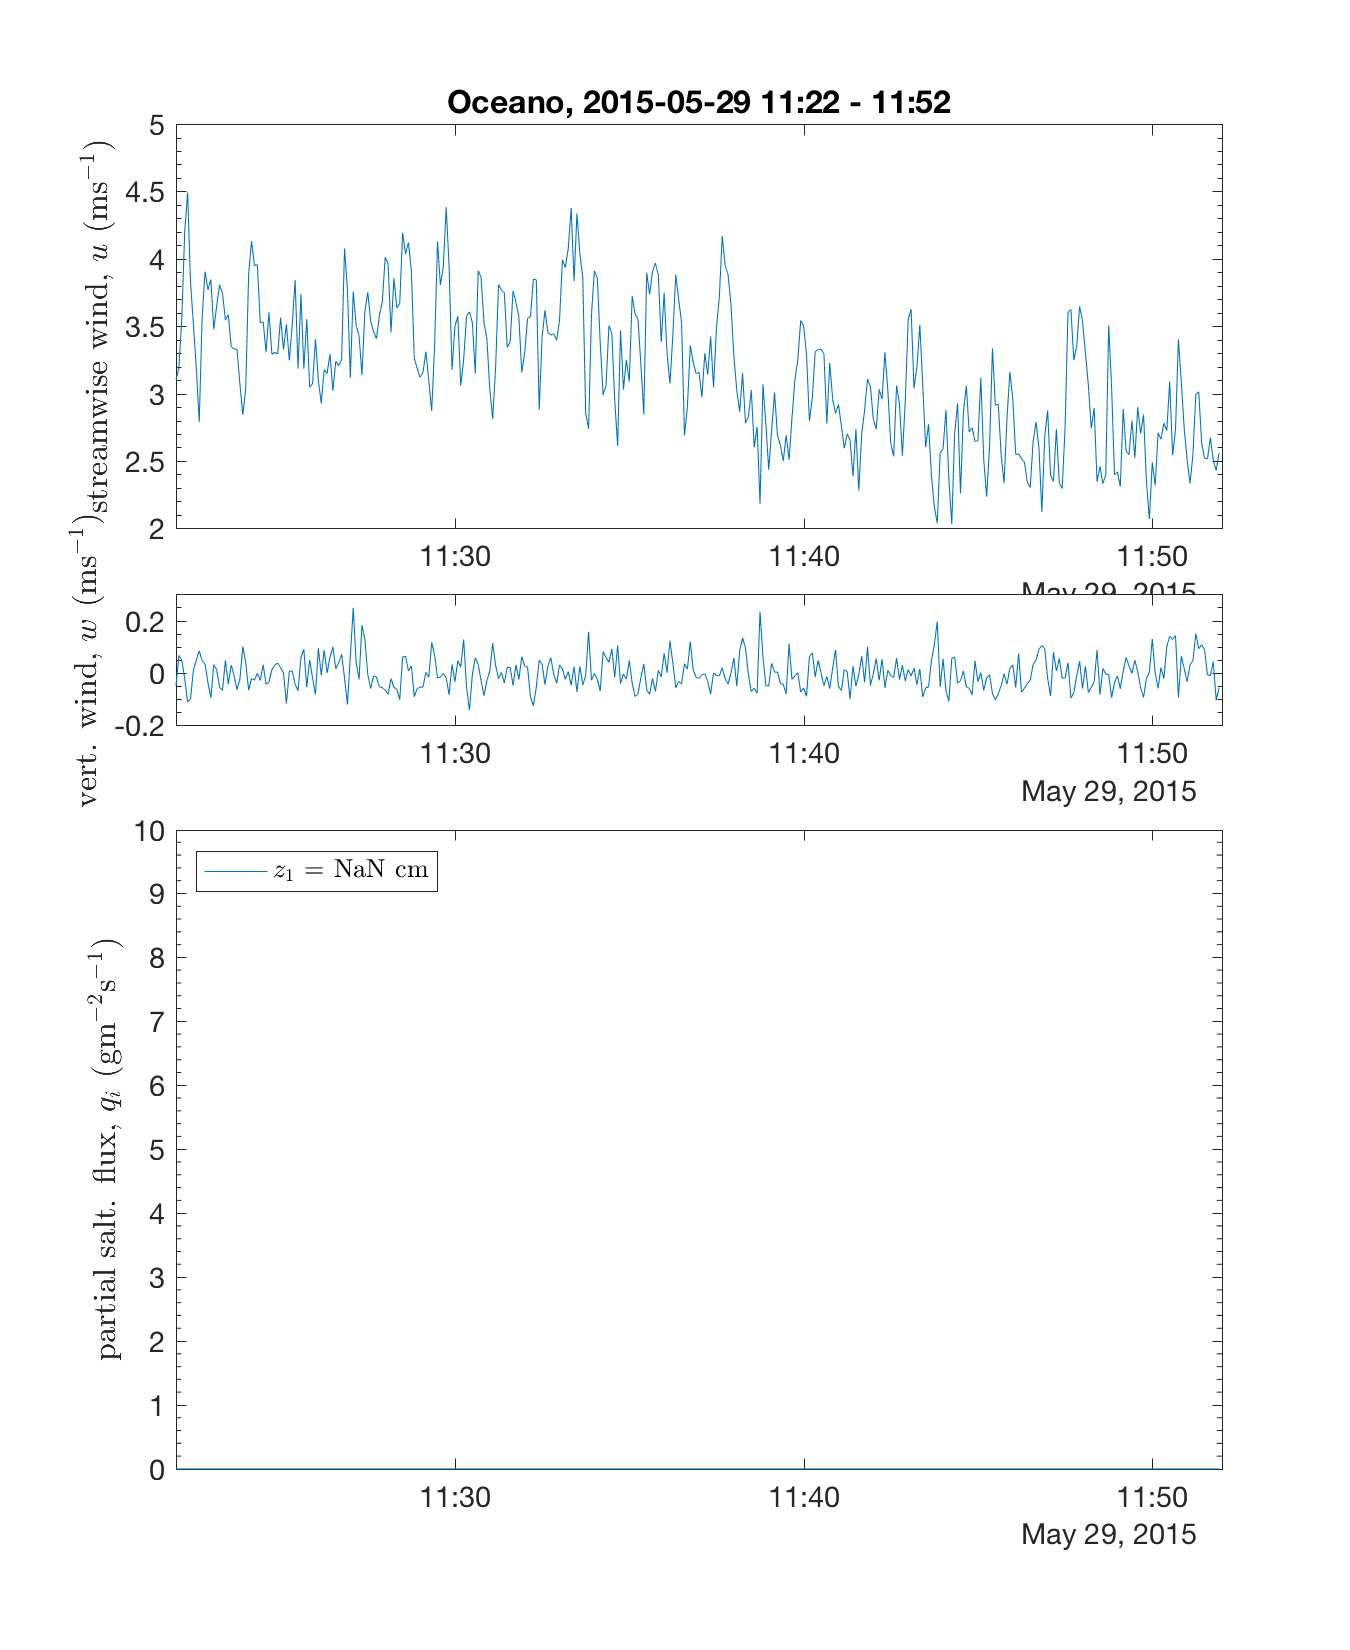 Oceano, 2015-05-29 11:22 - 11:52
streamwise wind, u (ms⁻¹)
5
4.5
4
3.5
3
2.5
2
11:30 11:40 11:50
May 29, 2015
vert. wind, w (ms⁻¹)
0.2
0
-0.2
11:30 11:40 11:50
May 29, 2015
partial salt. flux, qᵢ (gm⁻²s⁻¹)
10
9
8
7
6
5
4
3
2
1
0
z₁ = NaN cm
11:30 11:40 11:50
May 29, 2015